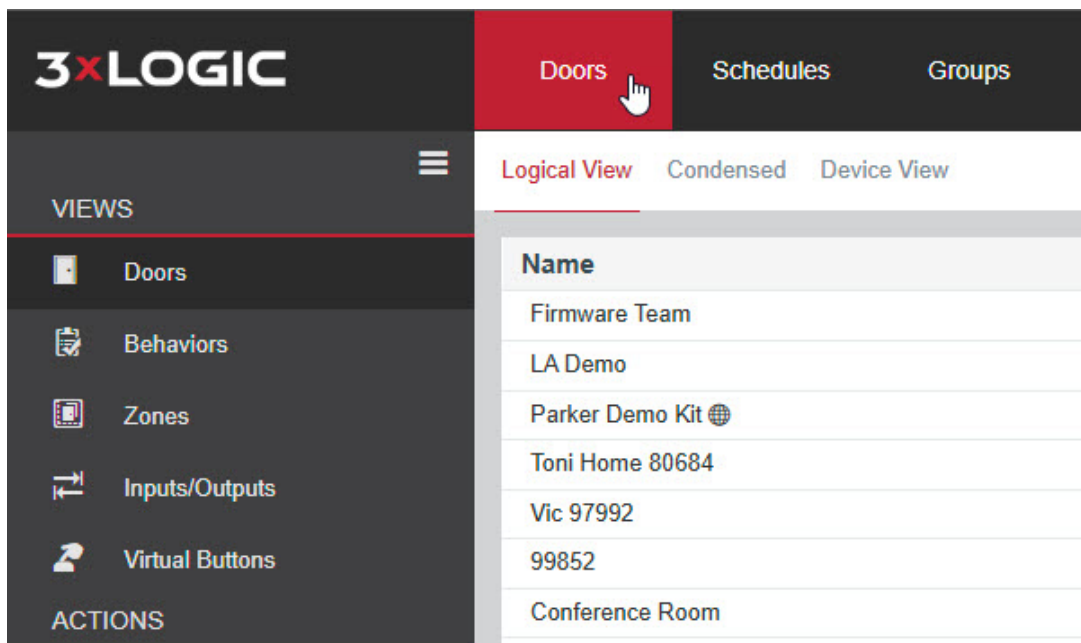 3xLOGIC
Doors
Schedules
Groups
VIEWS
Doors
Behaviors
Zones
Inputs/Outputs
Virtual Buttons
ACTIONS
Logical View
Condensed
Device View
Name
Firmware Team
LA Demo
Parker Demo Kit
Toni Home 80684
Vic 97992
99852
Conference Room